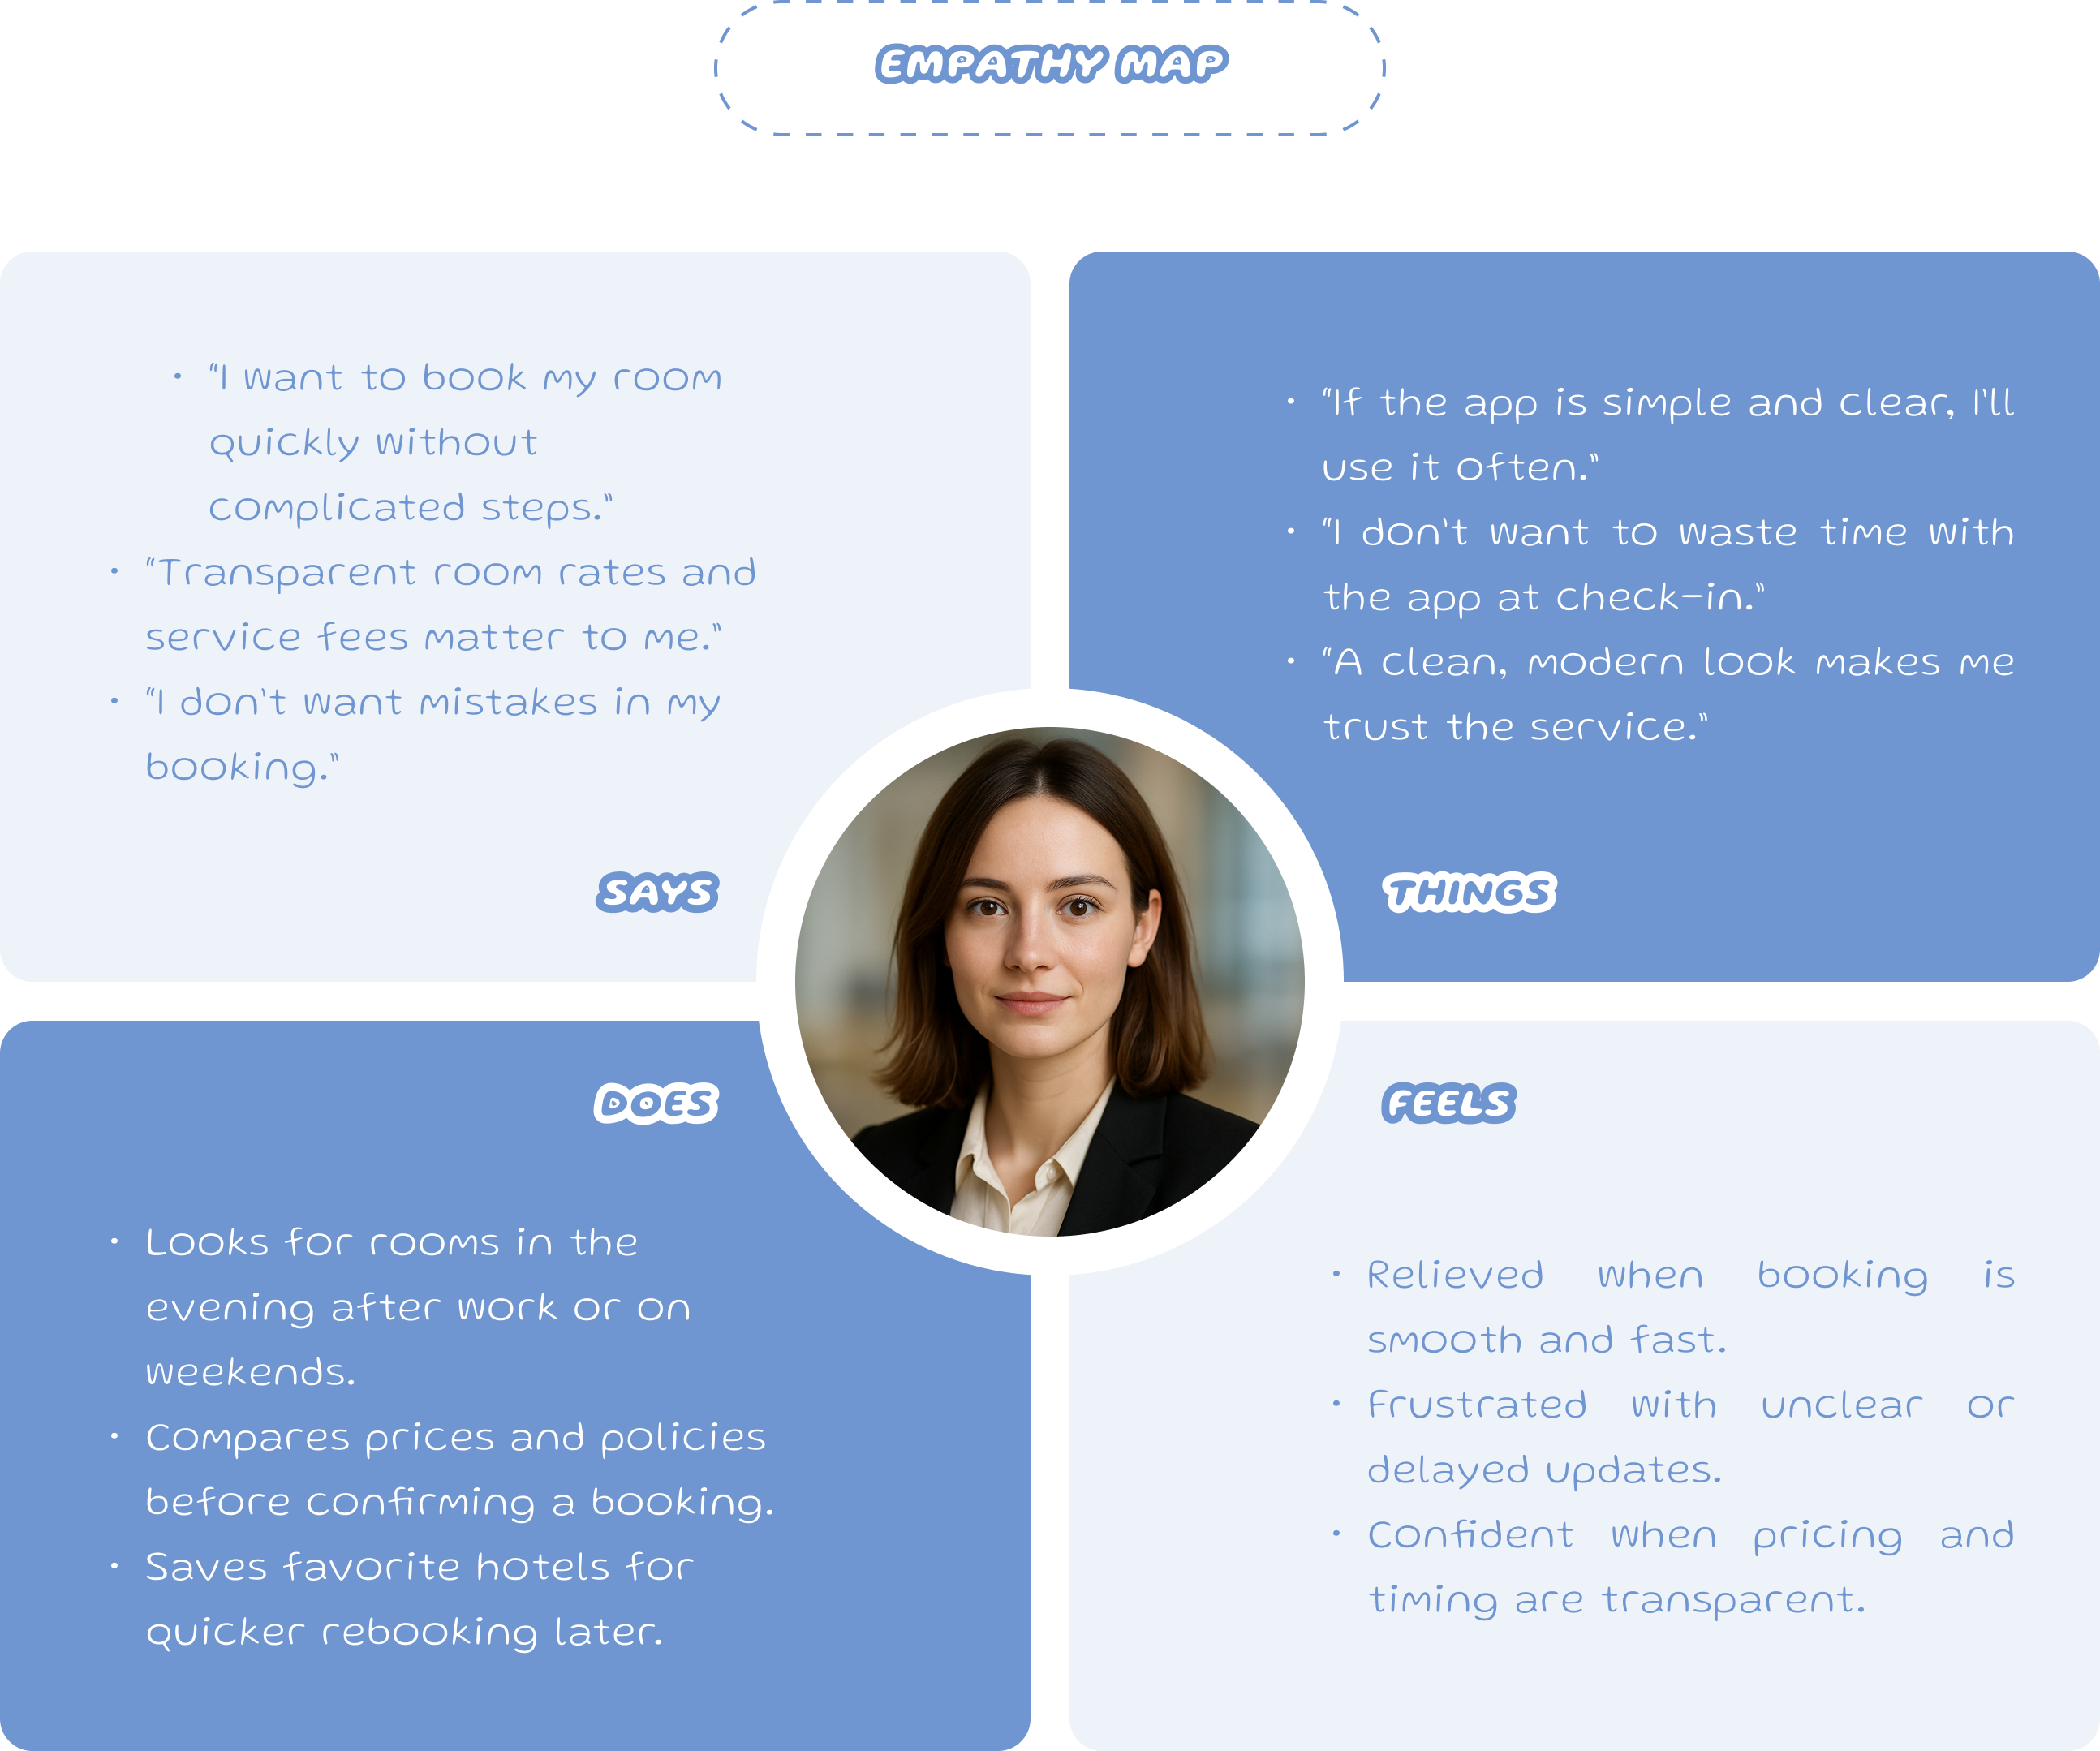 EMPATHY MAP
• “I want to book my room
quickly without
complicated steps.”
• “Transparent room rates and
service fees matter to me.”
• “I don't want mistakes in my
booking.”
SAYS
• “If the app is simple and clear, I'll
use it often.”
• “I don't want to waste time with
the app at check-in.”
• “A clean, modern look makes me
trust the service.”
THINGS
DOES
• Looks for rooms in the
evening after work or on
weekends.
• Compares prices and policies
before confirming a booking.
• Saves favorite hotels for
quicker rebooking later.
FEELS
• Relieved when booking is
smooth and fast.
• Frustrated with unclear or
delayed updates.
• Confident when pricing and
timing are transparent.